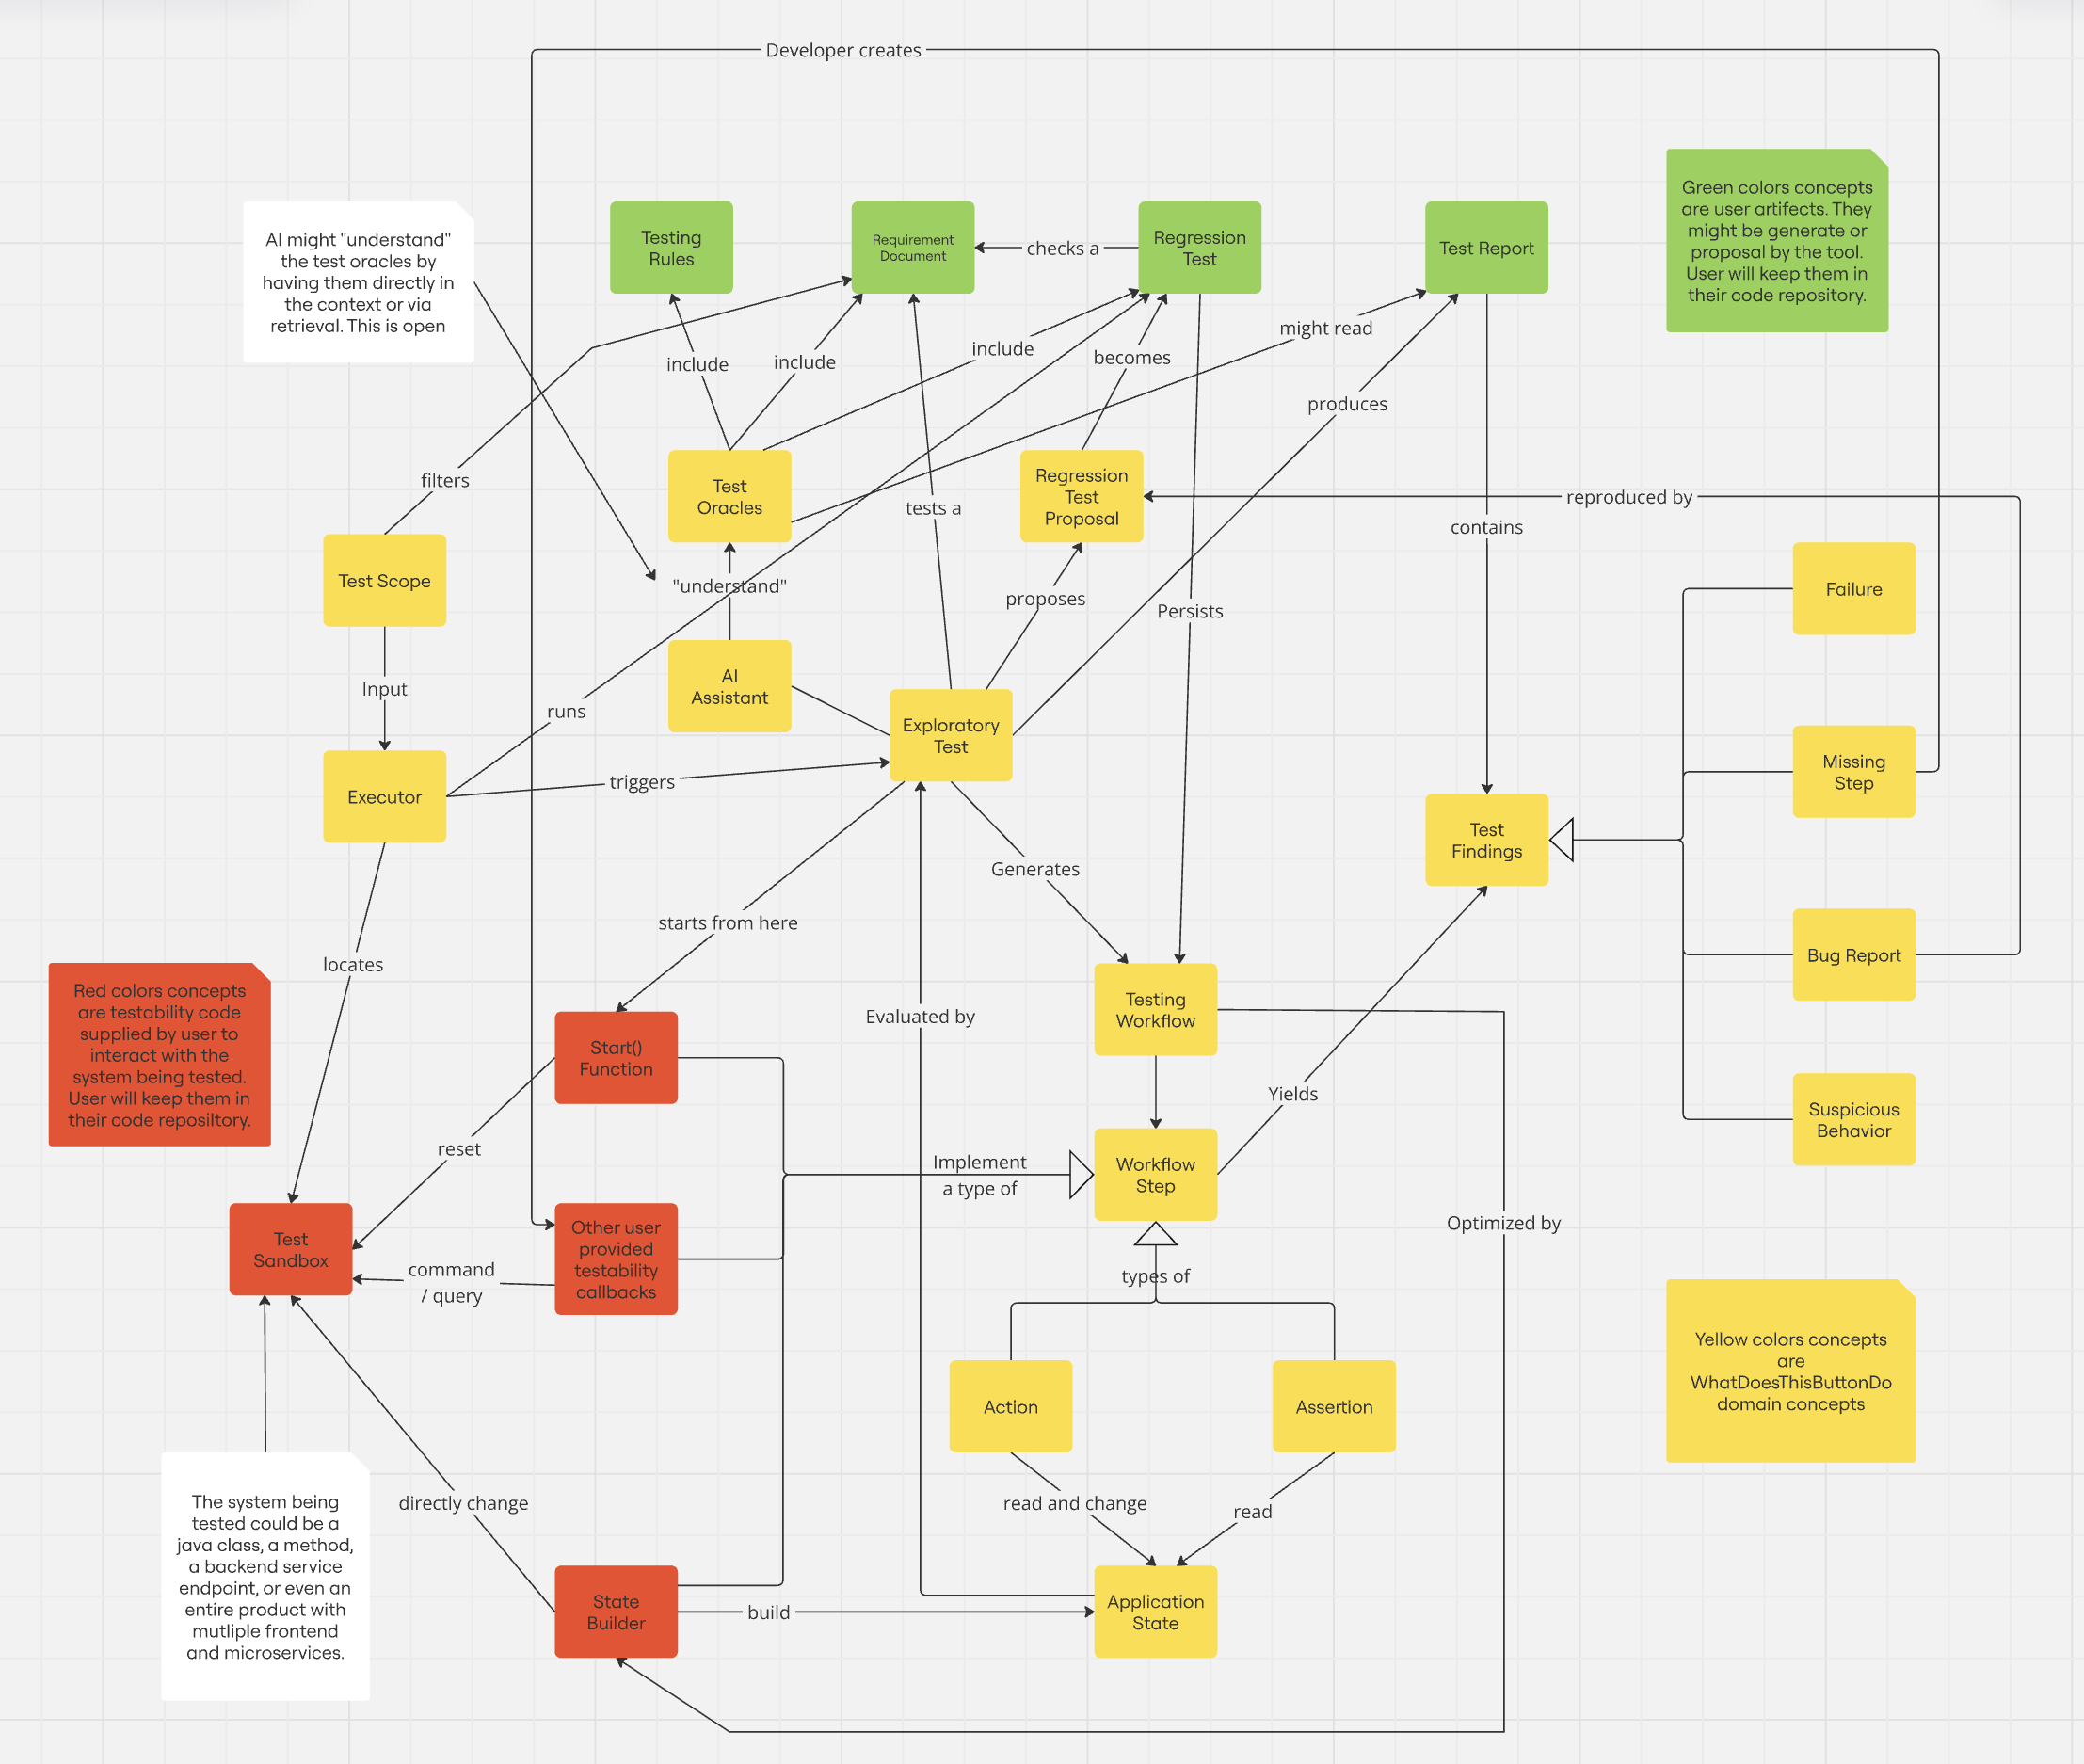 Developer creates
Green colors concepts
are user artifects. They
might be generate or
proposal by the tool.
User will keep them in
their code repository.
AI might "understand"
the test oracles by
having them directly in
the context or via
retrieval. This is open
Testing
Rules
Requirement
Document
checks a
Regression
Test
Test Report
might read
include
include
include
becomes
produces
filters
Test
Oracles
tests a
Regression
Test
Proposal
reproduced by
contains
Test Scope
"understand"
proposes
Persists
Failure
Input
runs
AI
Assistant
Exploratory
Test
Missing
Step
Executor
triggers
Test
Findings
Generates
starts from here
locates
Bug Report
Red colors concepts
are testability code
supplied by user to
interact with the
system being tested.
User will keep them in
their code reposiltory.
Evaluated by
Testing
Workflow
Start()
Function
Yields
Suspicious
Behavior
reset
Implement
a type of
Workflow
Step
Optimized by
Test
Sandbox
Other user
provided
testability
callbacks
command
/ query
types of
Yellow colors concepts
are
WhatDoesThisButtonDo
domain concepts
Action
Assertion
The system being
tested could be a
java class, a method,
a backend service
endpoint, or even an
entire product with
mutliple frontend
and microservices.
directly change
read and change
read
State
Builder
build
Application
State